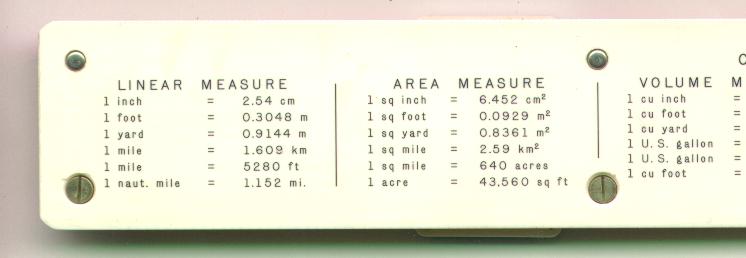 LINEAR MEASURE
1 inch = 2.54 cm
1 foot = 0.3048 m
1 yard = 0.9144 m
1 mile = 1.609 km
1 mile = 5280 ft
1 naut. mile = 1.152 mi.
AREA MEASURE
1 sq inch = 6.452 cm²
1 sq foot = 0.0929 m²
1 sq yard = 0.8361 m²
1 sq mile = 2.59 km²
1 sq mile = 640 acres
1 acre = 43,560 sq ft
VOLUME M
1 cu inch =
1 cu foot =
1 cu yard =
1 U.S. gallon =
1 U.S. gallon =
1 cu foot =